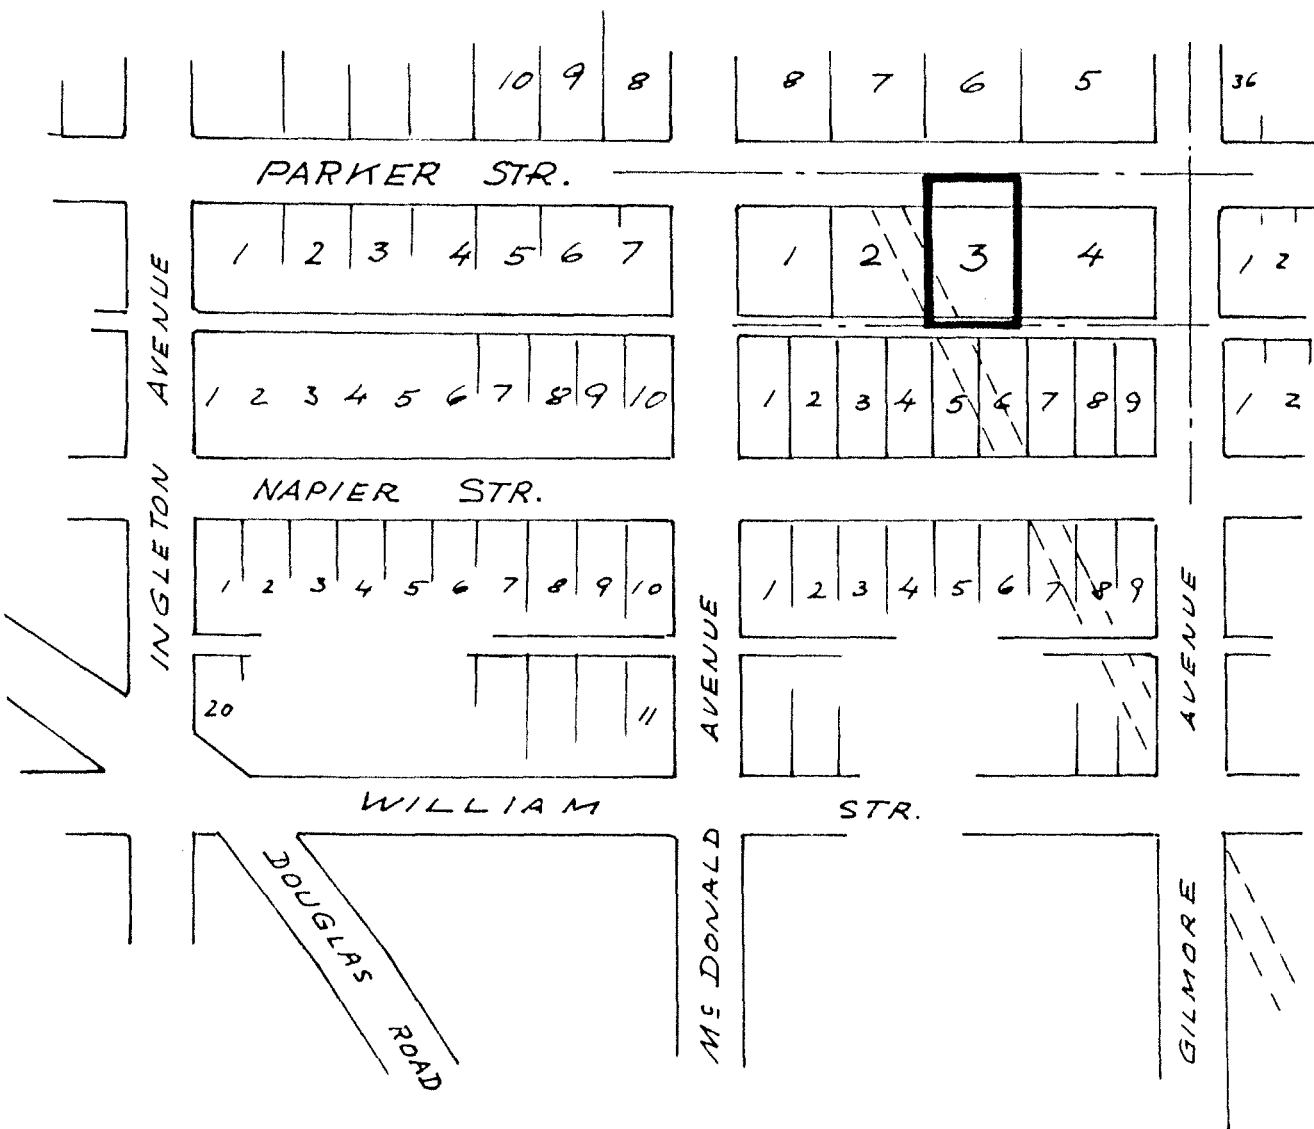 10 9 8 8 7 6 5 36
PARKER STR.
1 2 3 4 5 6 7 1 2 3 4 1 2
INGLETON AVENUE
1 2 3 4 5 6 7 8 9 10 1 2 3 4 5 6 7 8 9 1 2
NAPIER STR.
1 2 3 4 5 6 7 8 9 10 1 2 3 4 5 6 7 8 9
20 11
McDONALD AVENUE
GILMORE AVENUE
WILLIAM STR.
DOUGLAS ROAD